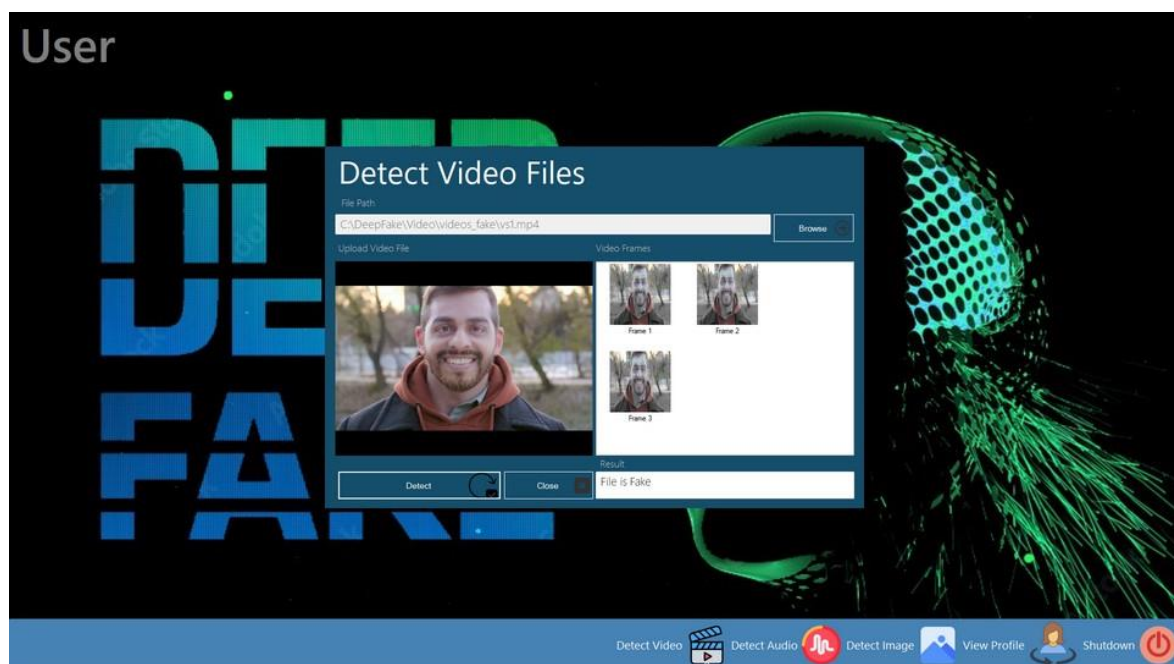 User
DEEP
FAKE
Detect Video Files
File Path
C:\DeepFake\Video\videos_fake\vs1.mp4
Browse
Upload Video File
Video Frames
Frame 1
Frame 2
Frame 3
Result
File is Fake
Detect
Close
Detect Video
Detect Audio
Detect Image
View Profile
Shutdown